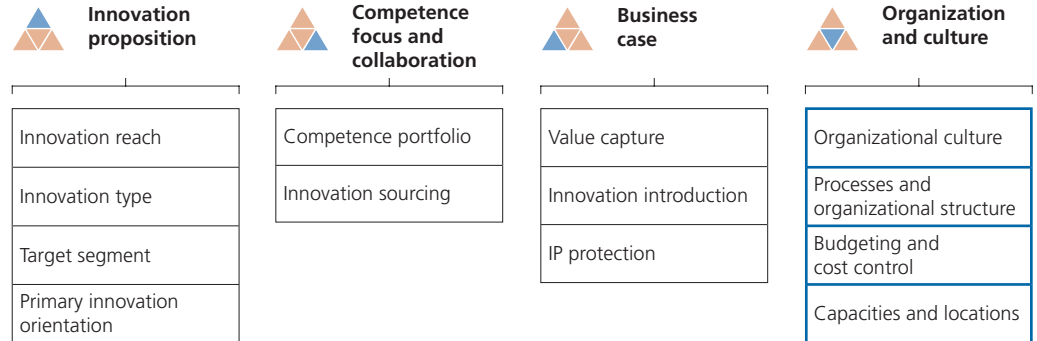 Innovation
proposition
Innovation reach
Innovation type
Target segment
Primary innovation
orientation
Competence
focus and
collaboration
Competence portfolio
Innovation sourcing
Business
case
Value capture
Innovation introduction
IP protection
Organization
and culture
Organizational culture
Processes and
organizational structure
Budgeting and
cost control
Capacities and locations